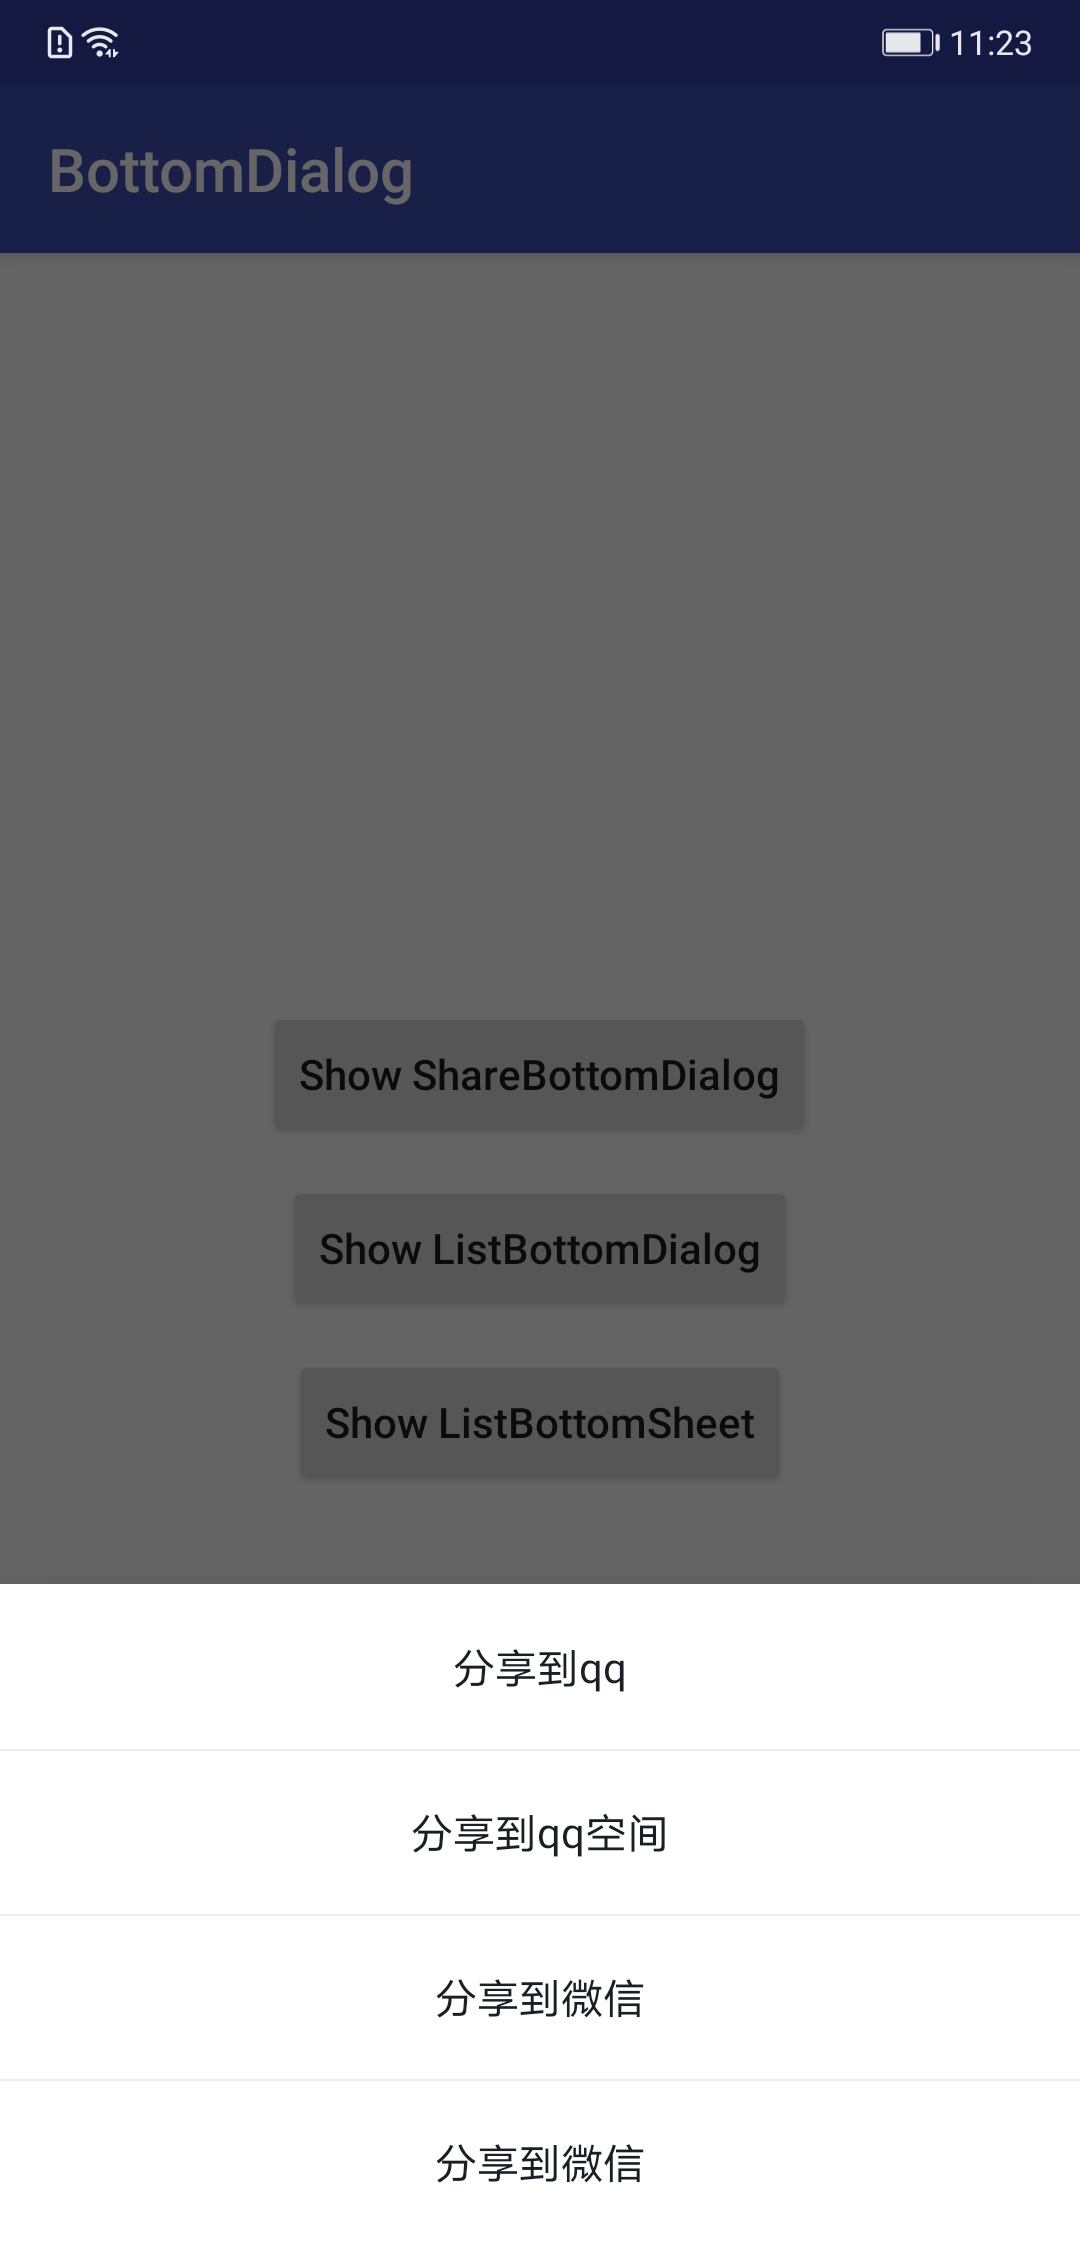 11:23
BottomDialog
Show ShareBottomDialog
Show ListBottomDialog
Show ListBottomSheet
分享到qq
分享到qq空间
分享到微信
分享到微信